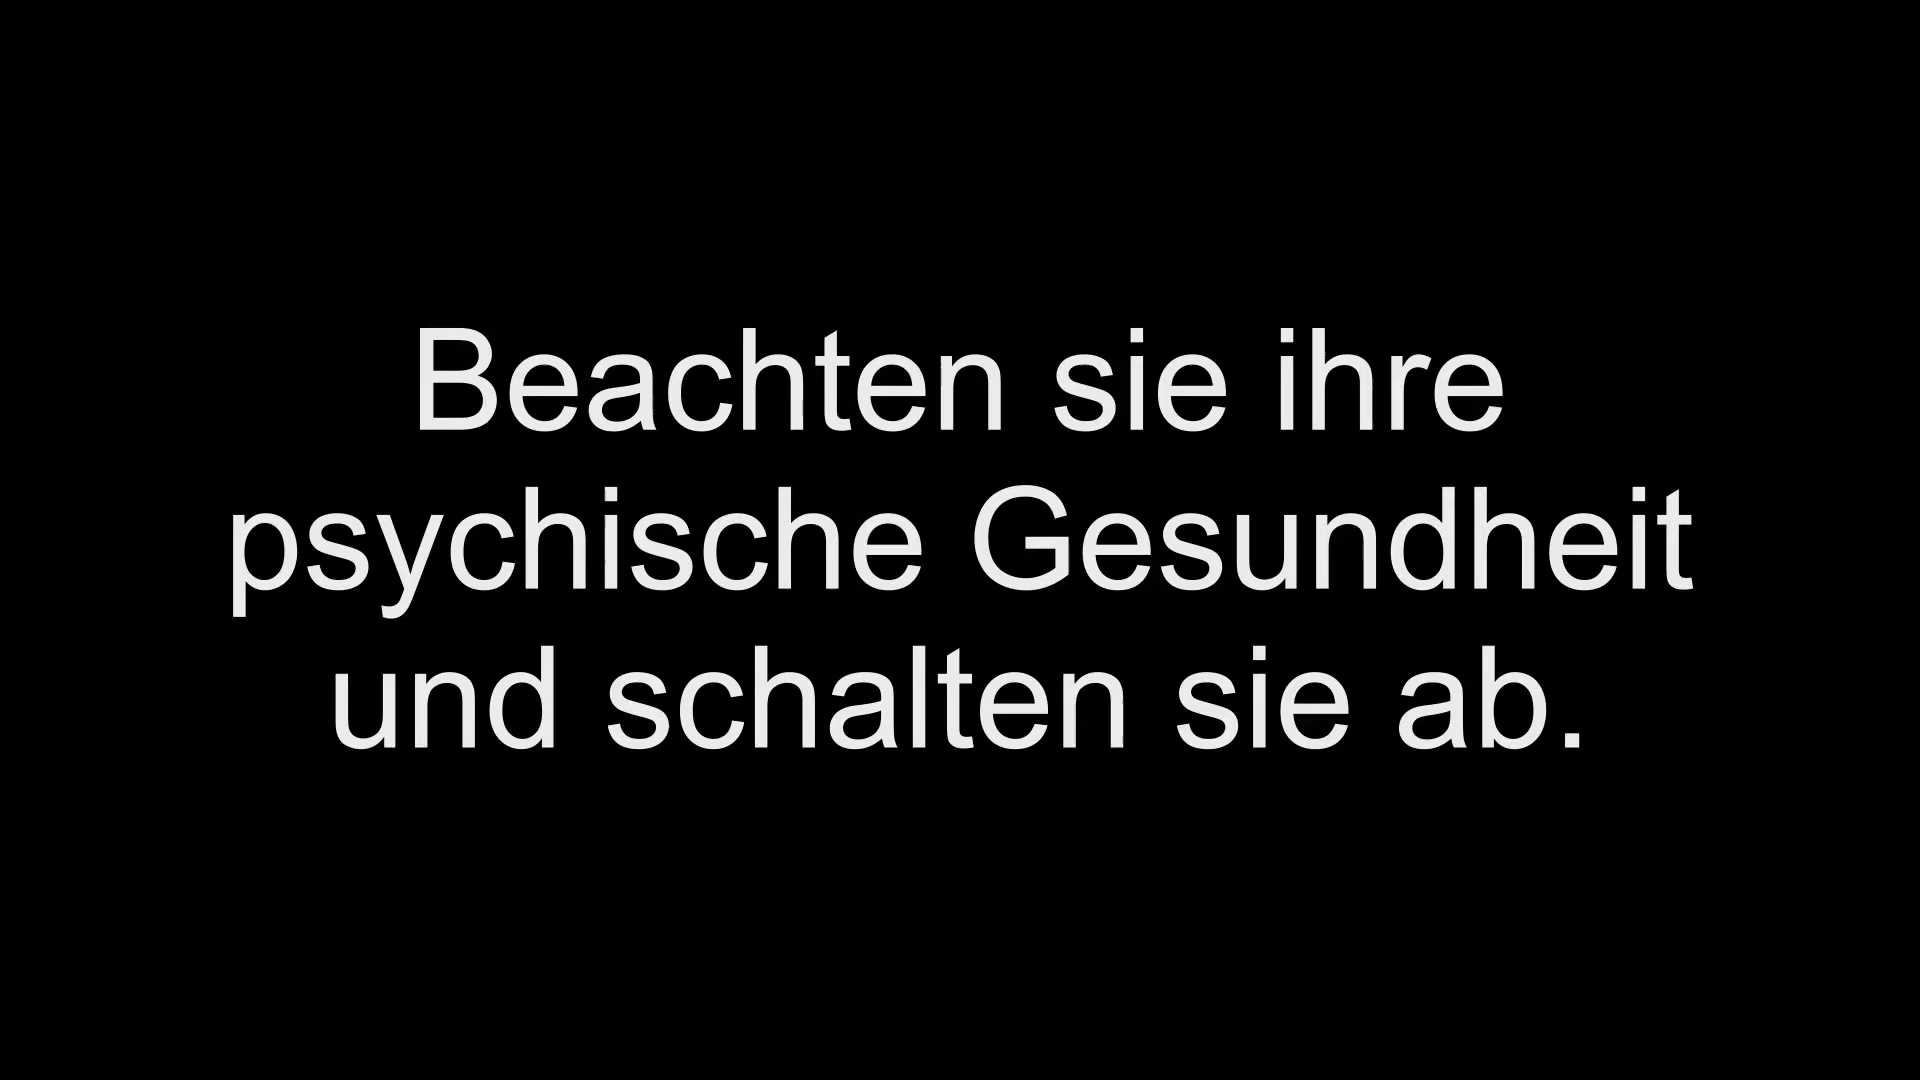 Beachten sie ihre
psychische Gesundheit
und schalten sie ab.